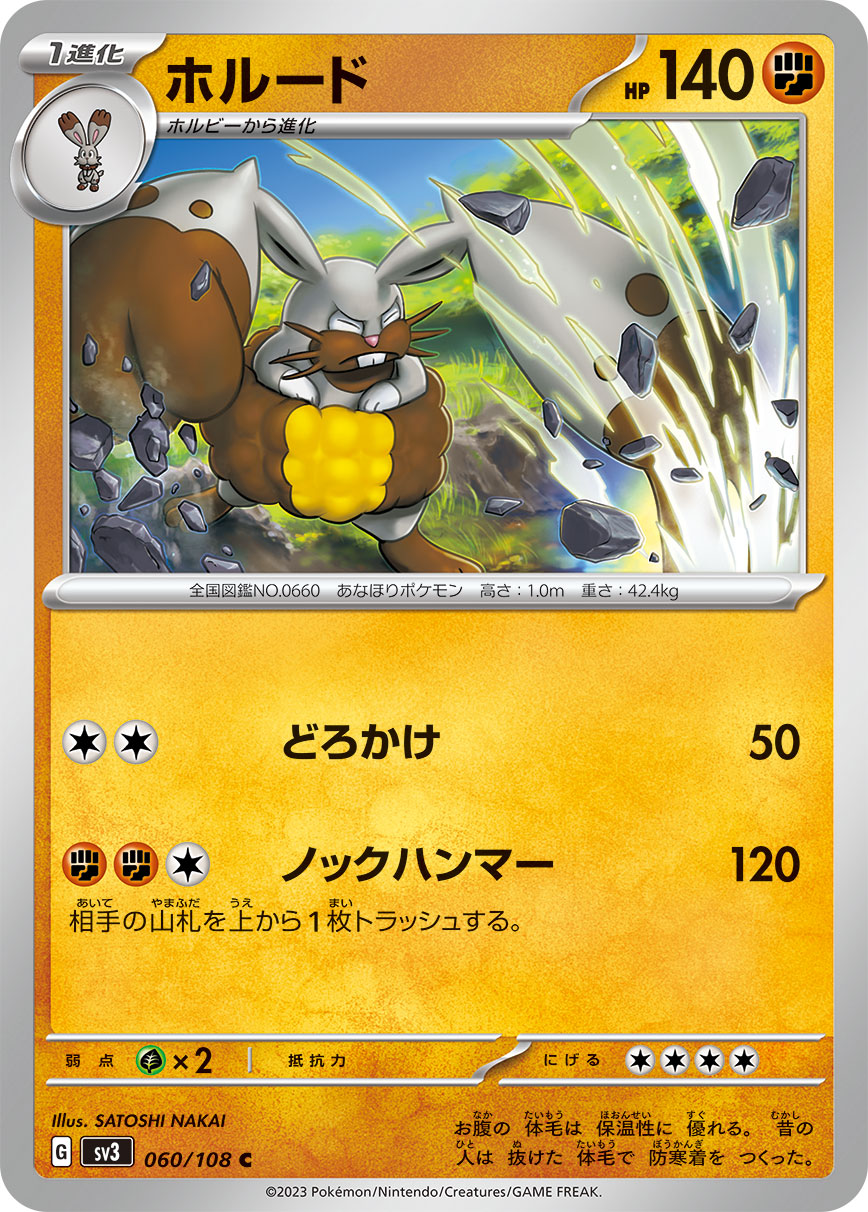 1進化
ホルード
HP 140
ホルビーから進化
全国図鑑NO.0660 あなほりポケモン 高さ:1.0m 重さ:42.4kg
どろかけ 50
ノックハンマー 120
相手の山札を上から1枚トラッシュする。
弱点 ×2 抵抗力 にげる
Illus. SATOSHI NAKAI
お腹の 体毛は 保温性に 優れる。 昔の
人は 抜けた 体毛で 防寒着を つくった。
G sv3 060/108 C
©2023 Pokémon/Nintendo/Creatures/GAME FREAK.